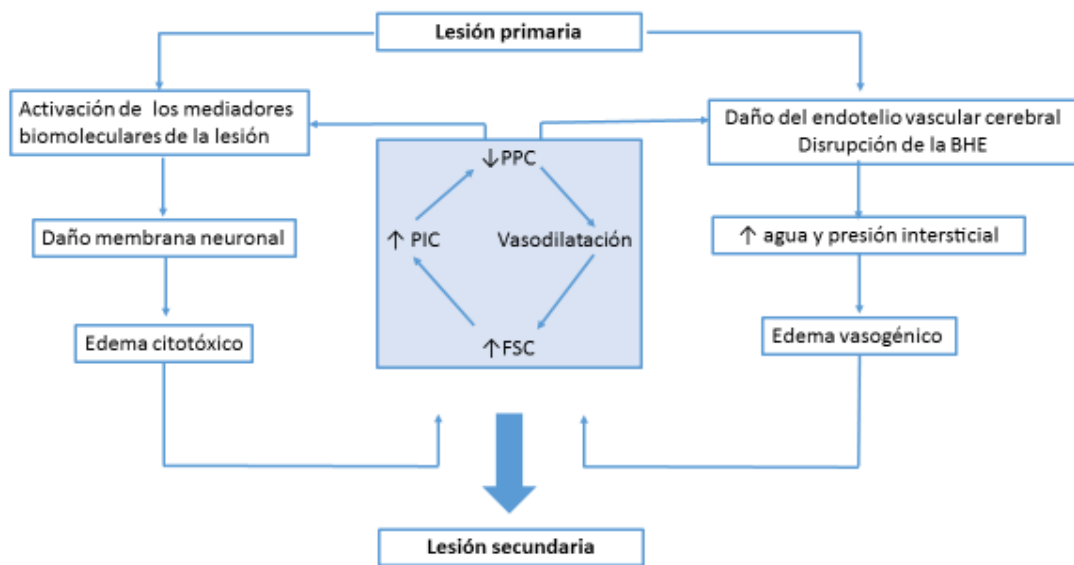 Lesión primaria
Activación de los mediadores
biomoleculares de la lesión
Daño del endotelio vascular cerebral
Disrupción de la BHE
↓PPC
Daño membrana neuronal
↑ PIC
Vasodilatación
↑ agua y presión intersticial
Edema citotóxico
↑FSC
Edema vasogénico
Lesión secundaria